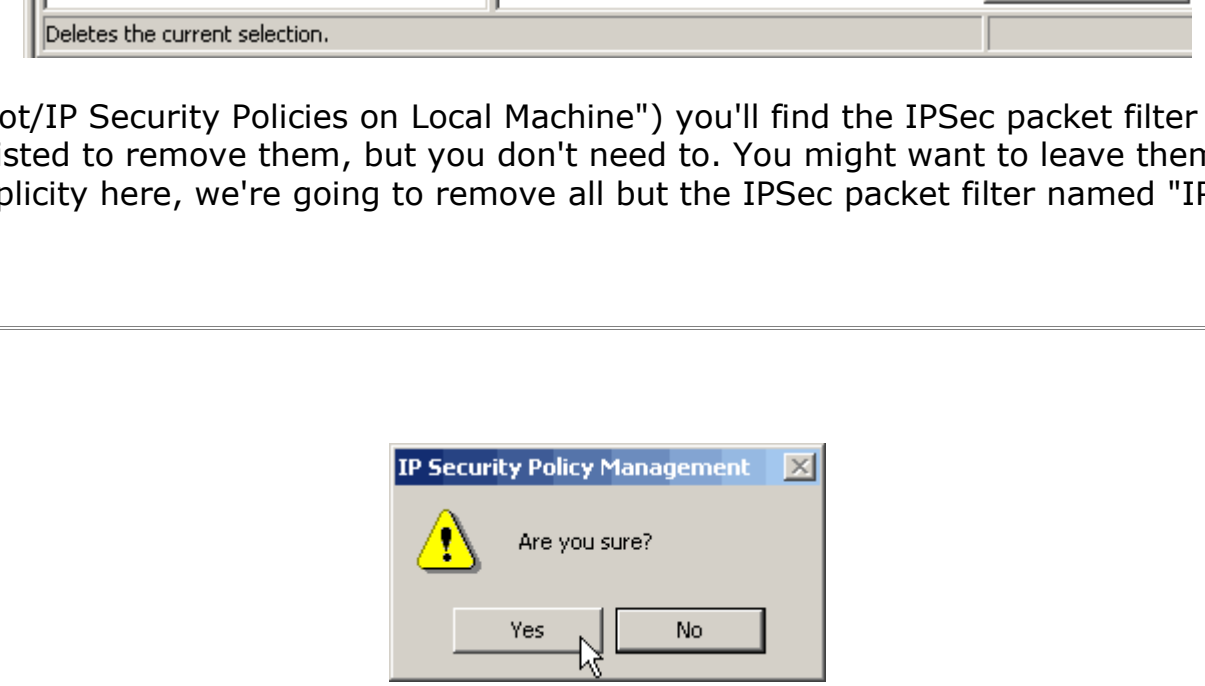 Deletes the current selection.
ot/IP Security Policies on Local Machine") you'll find the IPSec packet filter
isted to remove them, but you don't need to. You might want to leave them
plicity here, we're going to remove all but the IPSec packet filter named "IP
IP Security Policy Management
Are you sure?
Yes
No